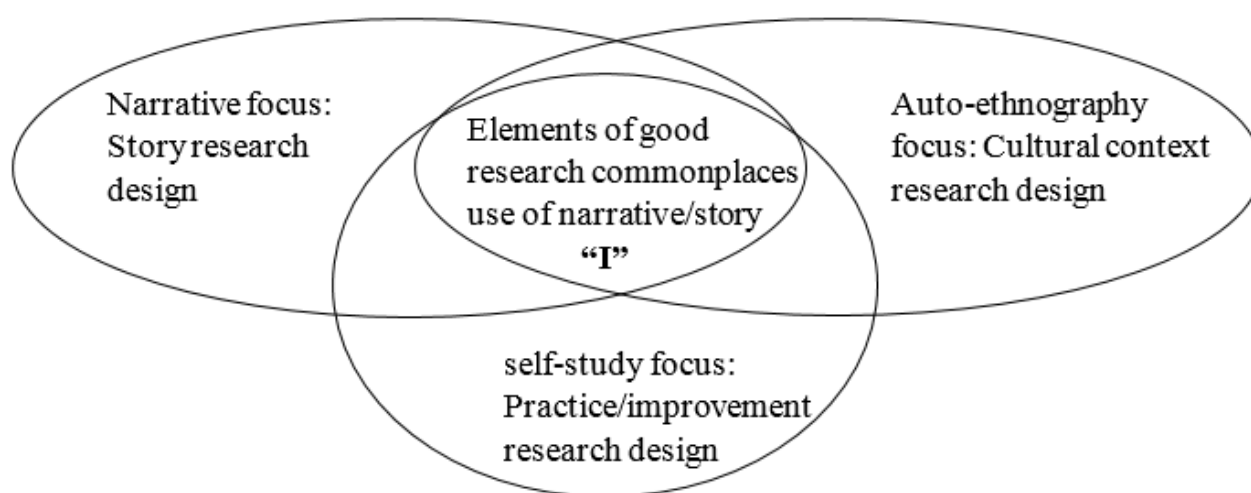 Narrative focus:
Story research
design
Elements of good
research commonplaces
use of narrative/story
“I”
Auto-ethnography
focus: Cultural context
research design
self-study focus:
Practice/improvement
research design